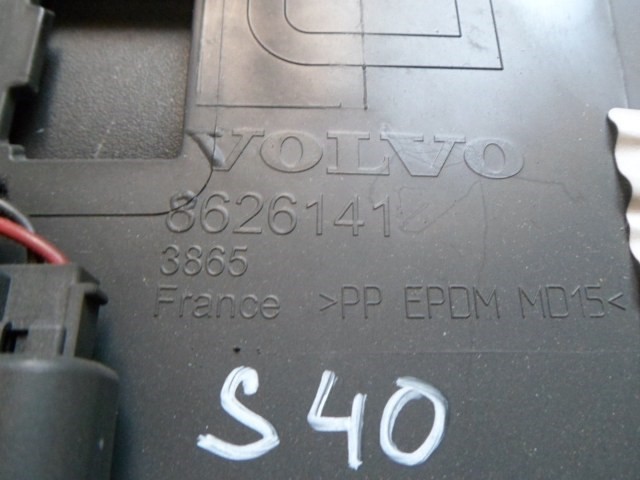 VOLVO
8626141
3865
France >PP EPDM MD15<
S40